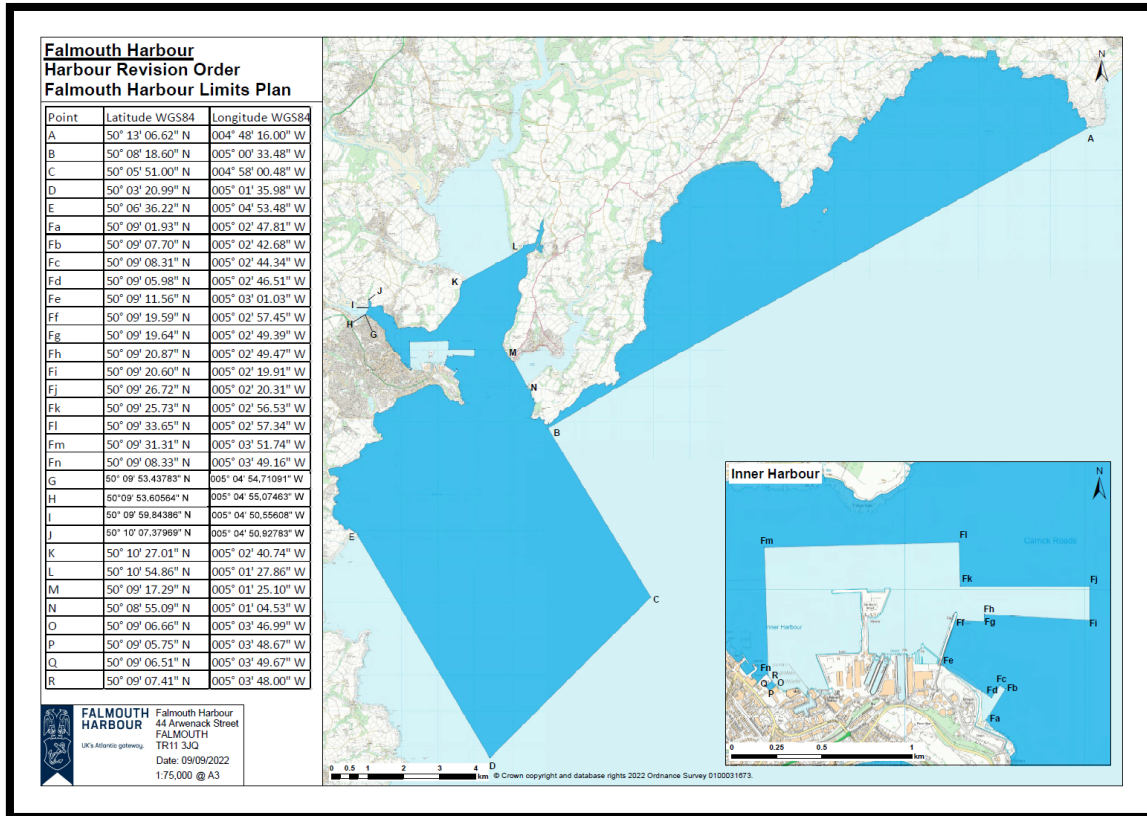 Falmouth Harbour
Harbour Revision Order
Falmouth Harbour Limits Plan
Point Latitude WGS84 Longitude WGS84
A 50° 13' 06.62" N 004° 48' 16.00" W
B 50° 08' 18.60" N 005° 00' 33.48" W
C 50° 05' 51.00" N 004° 58' 00.48" W
D 50° 03' 20.99" N 005° 01' 35.98" W
E 50° 06' 36.22" N 005° 04' 53.48" W
Fa 50° 09' 01.93" N 005° 02' 47.81" W
Fb 50° 09' 07.70" N 005° 02' 42.68" W
Fc 50° 09' 08.31" N 005° 02' 44.34" W
Fd 50° 09' 05.98" N 005° 02' 46.51" W
Fe 50° 09' 11.56" N 005° 03' 01.03" W
Ff 50° 09' 19.59" N 005° 02' 57.45" W
Fg 50° 09' 19.64" N 005° 02' 49.39" W
Fh 50° 09' 20.87" N 005° 02' 49.47" W
Fi 50° 09' 20.60" N 005° 02' 19.91" W
Fj 50° 09' 26.72" N 005° 02' 20.31" W
Fk 50° 09' 25.73" N 005° 02' 56.53" W
Fl 50° 09' 33.65" N 005° 02' 57.34" W
Fm 50° 09' 31.31" N 005° 03' 51.74" W
Fn 50° 09' 08.33" N 005° 03' 49.16" W
G 50° 09' 53.43783" N 005° 04' 54,71091" W
H 50°09' 53.60564" N 005° 04' 55,07463" W
I 50° 09' 59,84386" N 005° 04' 50,55608" W
J 50° 10' 07,37969" N 005° 04' 50,92783" W
K 50° 10' 27.01" N 005° 02' 40.74" W
L 50° 10' 54.86" N 005° 01' 27.86" W
M 50° 09' 17.29" N 005° 01' 25.10" W
N 50° 08' 55.09" N 005° 01' 04.53" W
O 50° 09' 06.66" N 005° 03' 46.99" W
P 50° 09' 05.75" N 005° 03' 48.67" W
Q 50° 09' 06.51" N 005° 03' 49.67" W
R 50° 09' 07.41" N 005° 03' 48.00" W
FALMOUTH
HARBOUR
UK's Atlantic gateway.
Falmouth Harbour
44 Arwenack Street
FALMOUTH
TR11 3JQ
Date: 09/09/2022
1:75,000 @ A3
N
A
L
K
J
I
H
G
M
N
B
E
C
D
0 0.5 1 2 3 4
km
© Crown copyright and database rights 2022 Ordnance Survey 0100031673.
Inner Harbour
N
Fm
Fl
Carrick Roads
Fk
Fj
Fh
Ff
Fg
Fi
Inner Harbour
Fe
Fn
R
Q
O
P
Fc
Fd
Fb
Fa
0 0.25 0.5 1
km